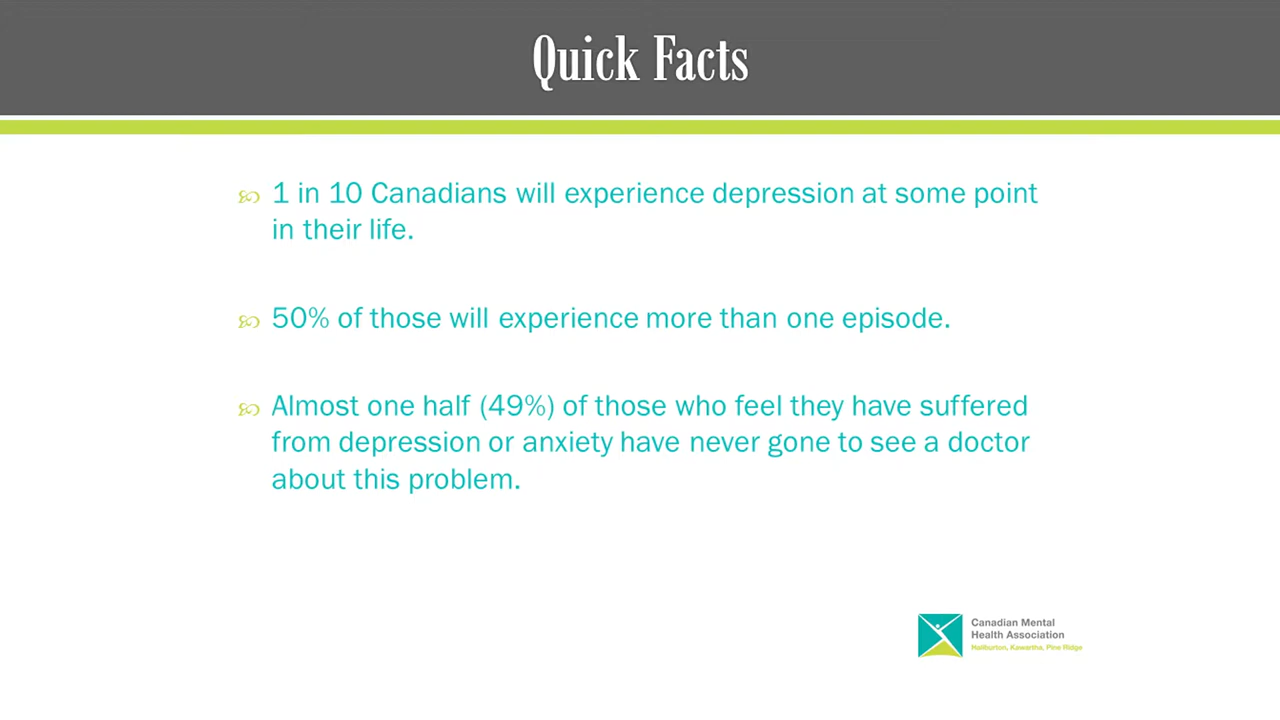 Quick Facts
1 in 10 Canadians will experience depression at some point
in their life.
50% of those will experience more than one episode.
Almost one half (49%) of those who feel they have suffered
from depression or anxiety have never gone to see a doctor
about this problem.
Canadian Mental
Health Association
Haliburton, Kawartha, Pine Ridge